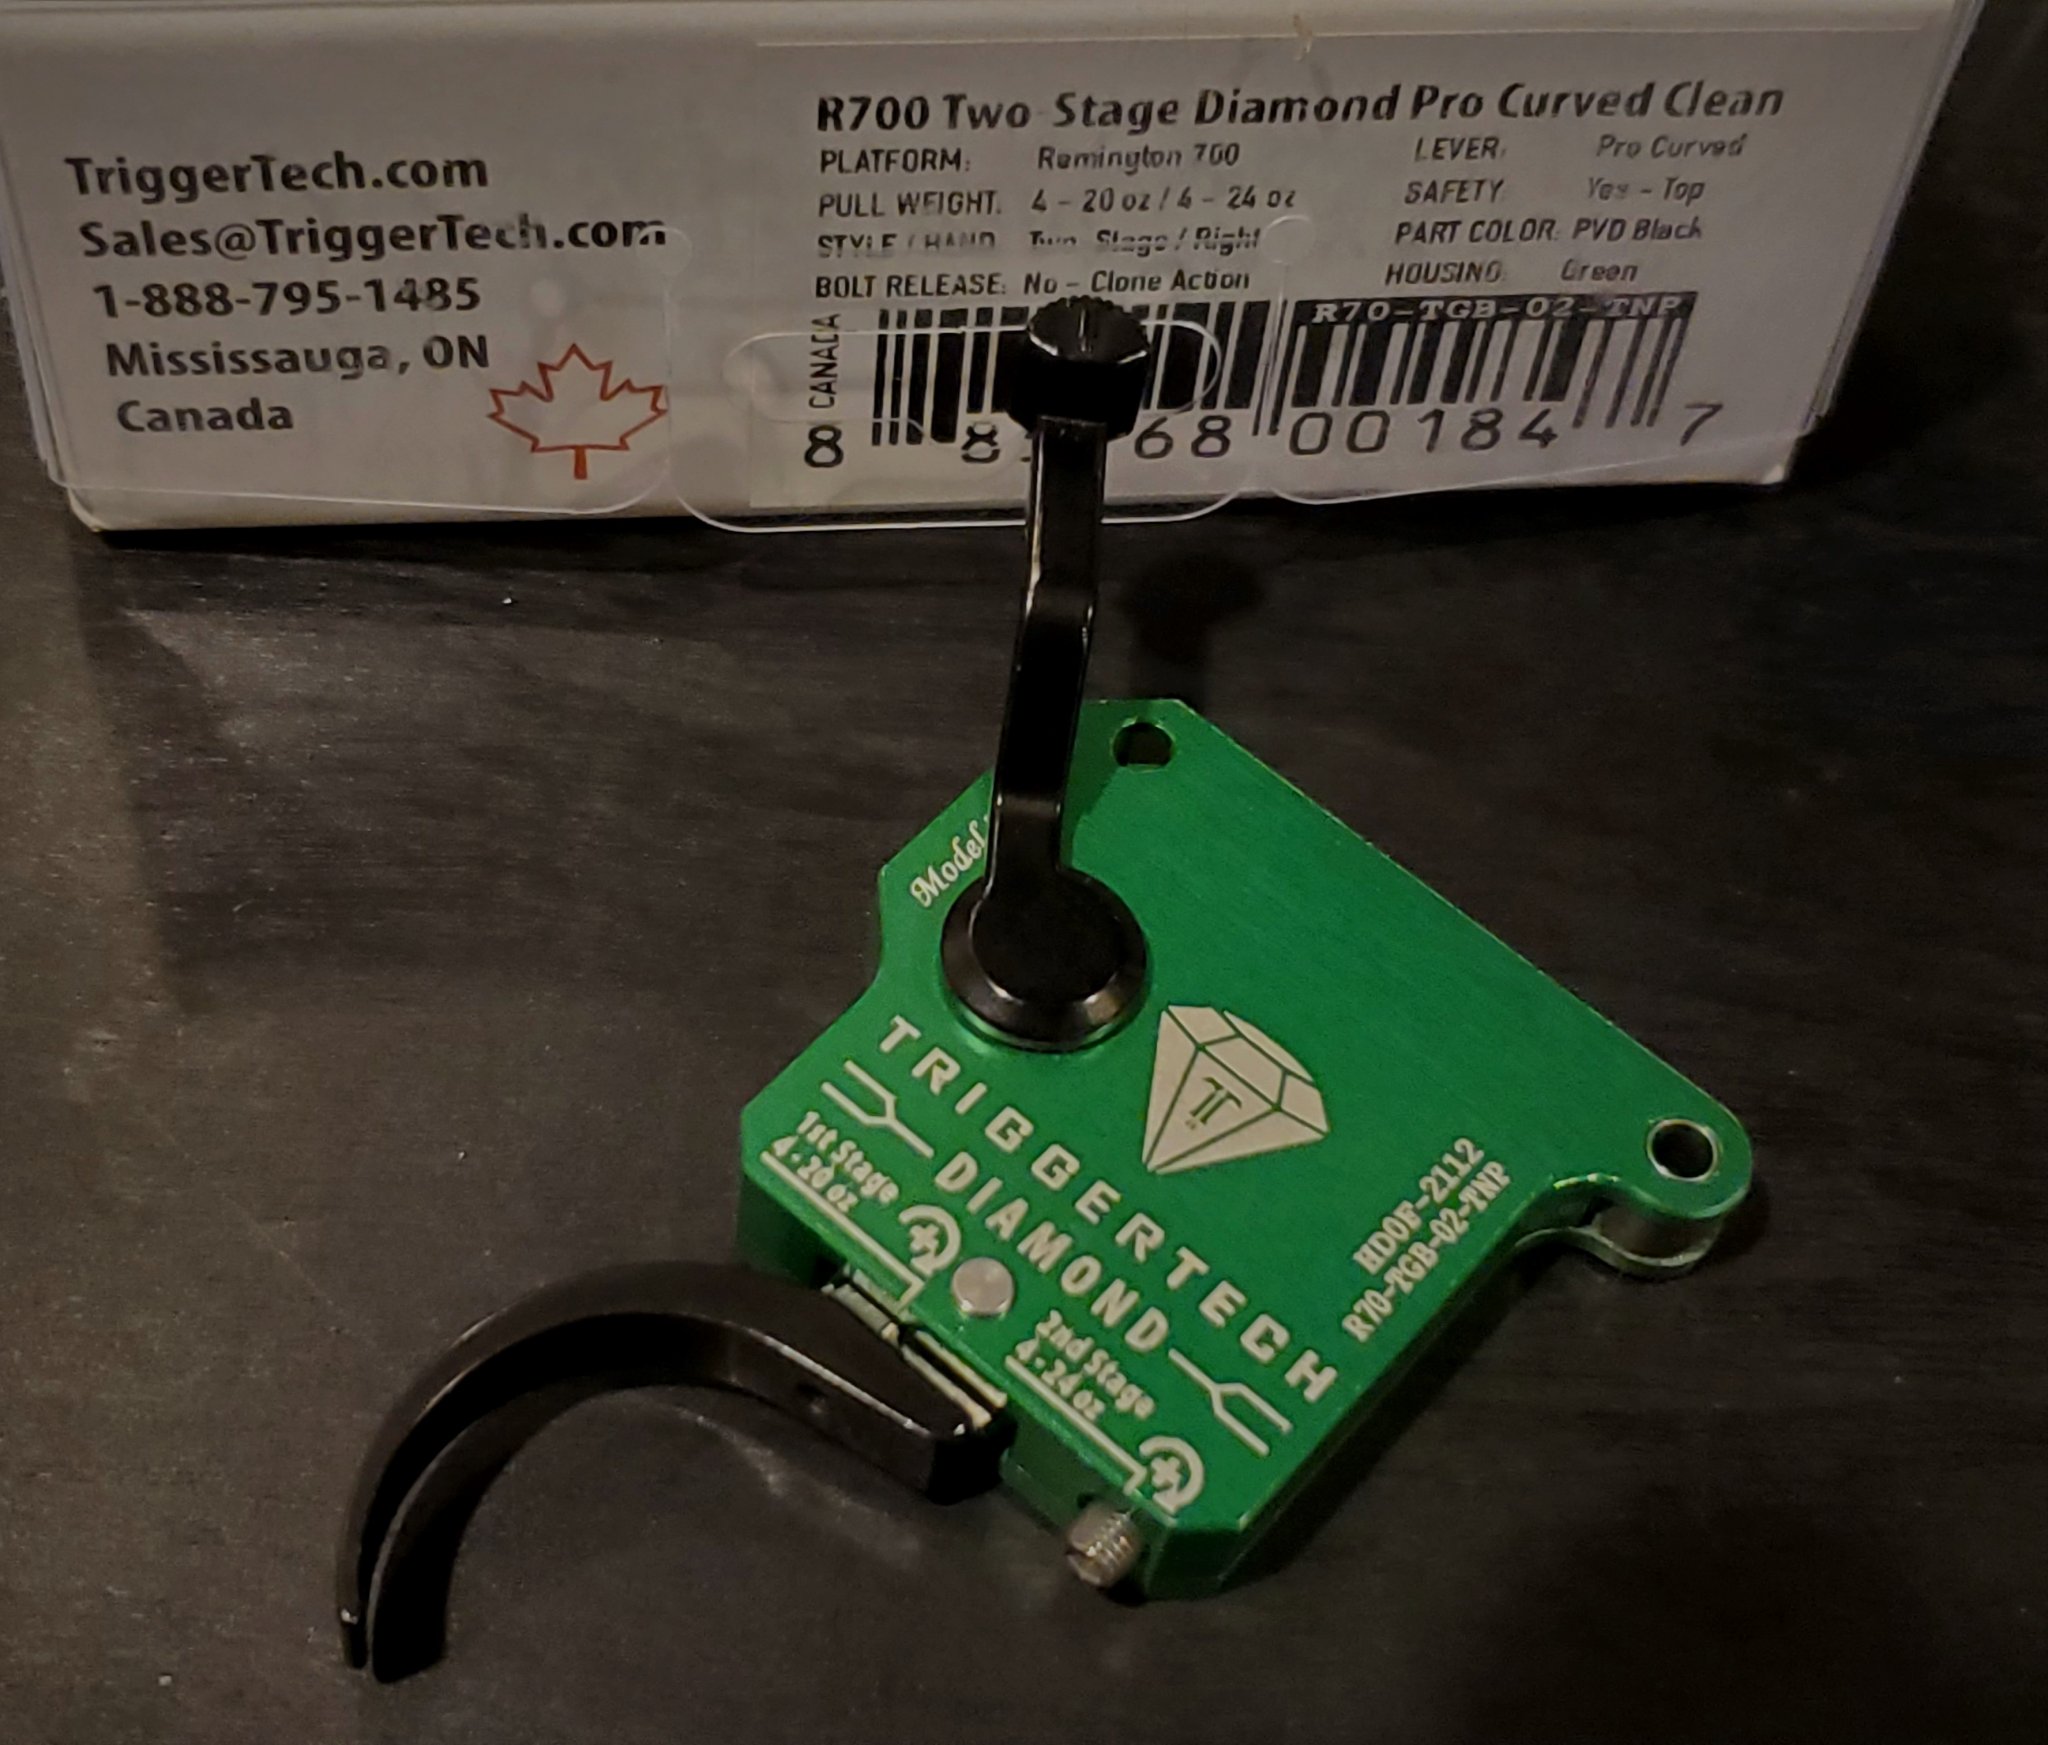 R700 Two-Stage Diamond Pro Curved Clean
TriggerTech.com
Sales@TriggerTech.com
1-888-795-1485
Mississauga, ON
Canada
PLATFORM: Remington 700
PULL WEIGHT: 4 - 20 oz / 4 - 24 oz
STYLE / HAND Two Stage / Right
BOLT RELEASE: No - Clone Action
LEVER: Pro Curved
SAFETY: Yes - Top
PART COLOR: PVD Black
HOUSING: Green
CANADA
R70-TGB-02-TNP
8 8 68 00184 7
Model
TRIGGERTECH
DIAMOND
1st Stage
4-20 oz
2nd Stage
4-24 oz
HD0F-2112
R70-TGB-02-TNP